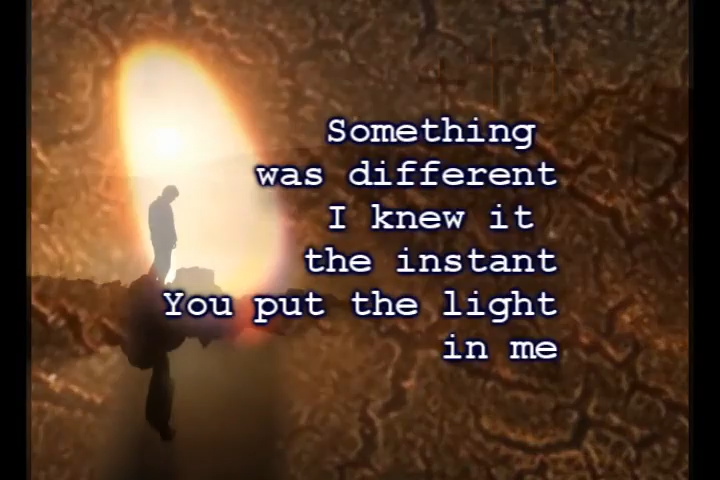 Something
was different
I knew it
the instant
You put the light
in me